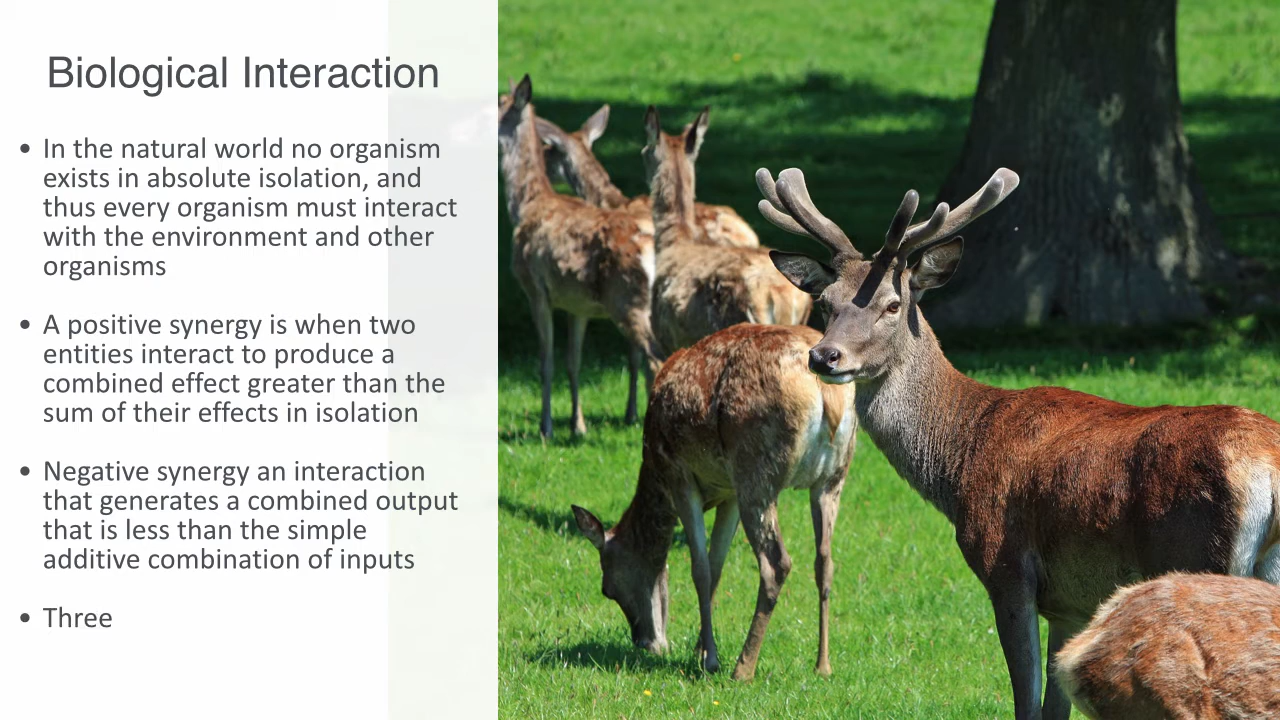 Biological Interaction
• In the natural world no organism
exists in absolute isolation, and
thus every organism must interact
with the environment and other
organisms
• A positive synergy is when two
entities interact to produce a
combined effect greater than the
sum of their effects in isolation
• Negative synergy an interaction
that generates a combined output
that is less than the simple
additive combination of inputs
• Three